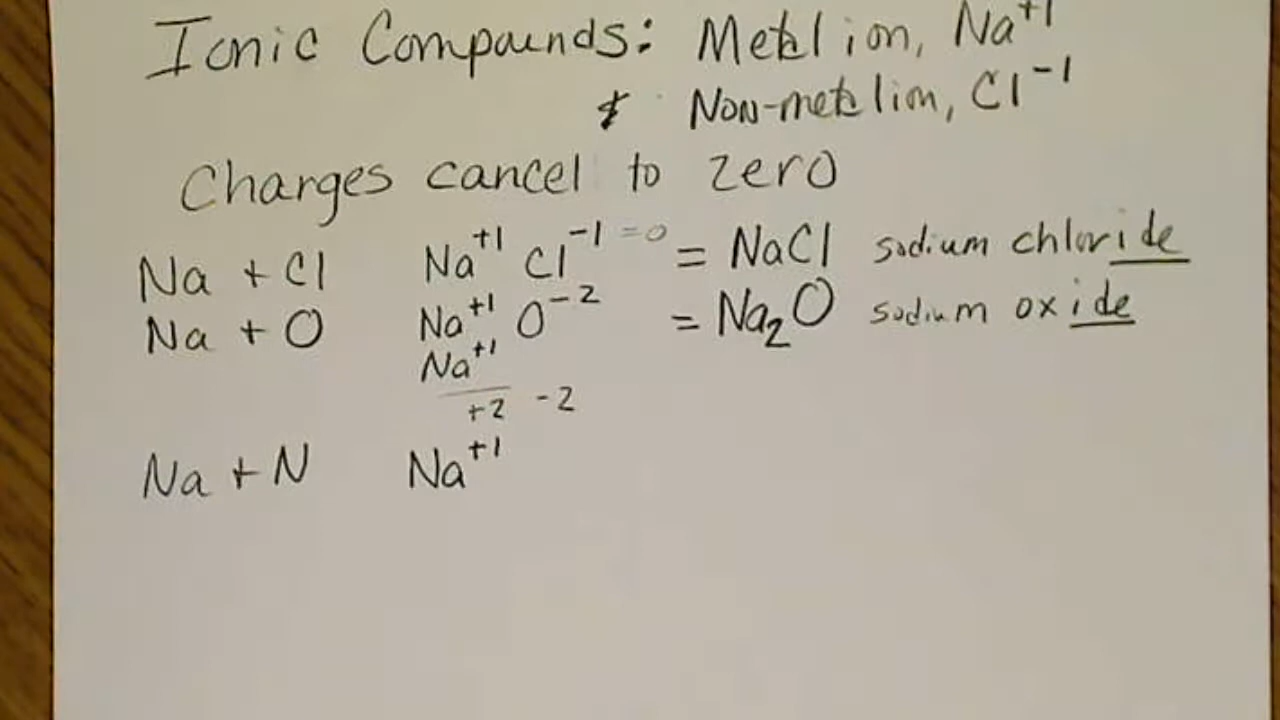 Ionic Compounds: Metal ion, Na⁺¹
& Non-metal ion, Cl⁻¹
Charges cancel to zero
Na + Cl Na⁺¹ Cl⁻¹ = 0 = NaCl sodium chloride
Na + O Na⁺¹ O⁻² = Na₂O sodium oxide
Na⁺¹
+2 -2
Na + N Na⁺¹